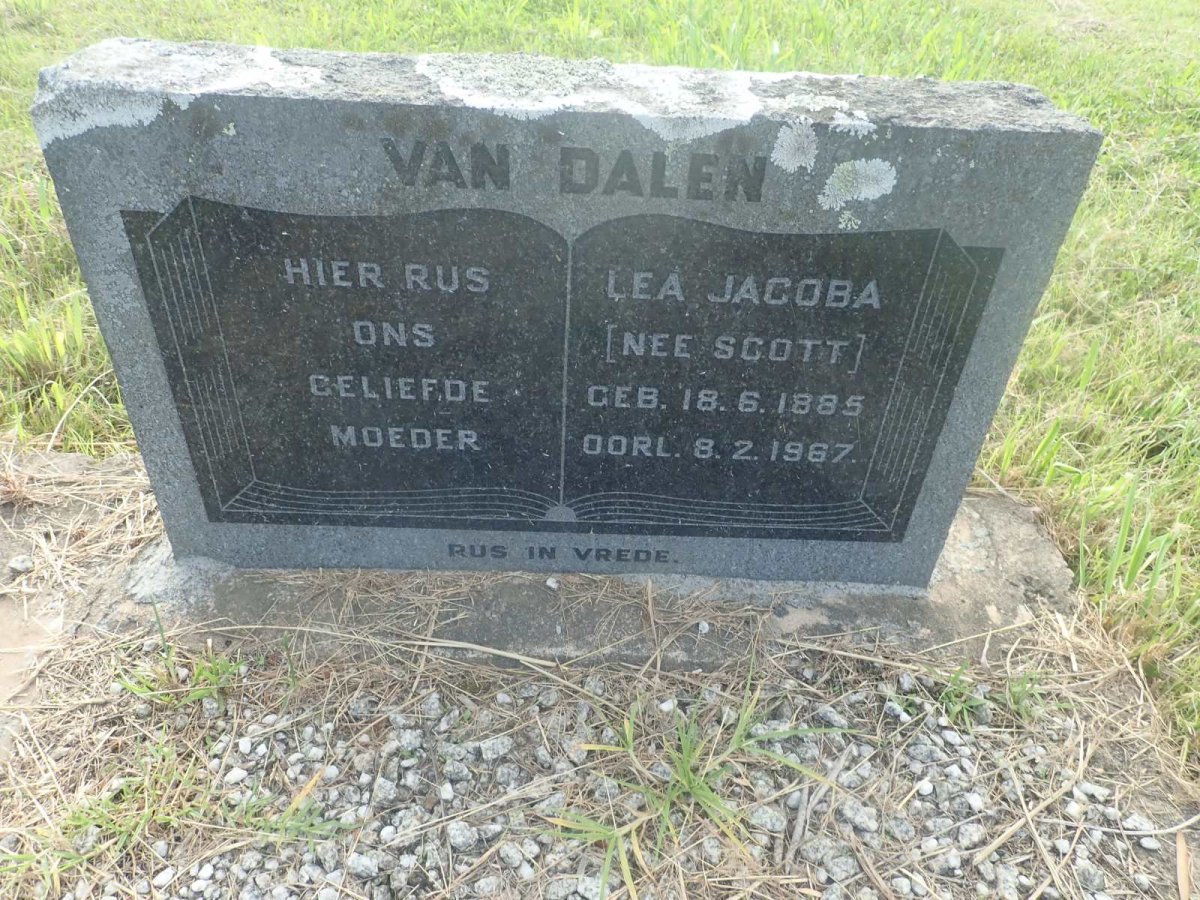 VAN DALEN
HIER RUS
ONS
GELIEFDE
MOEDER
LEA JACOBA
[NEE SCOTT]
GEB. 18.6.1885
OORL. 8.2.1967.
RUS IN VREDE.